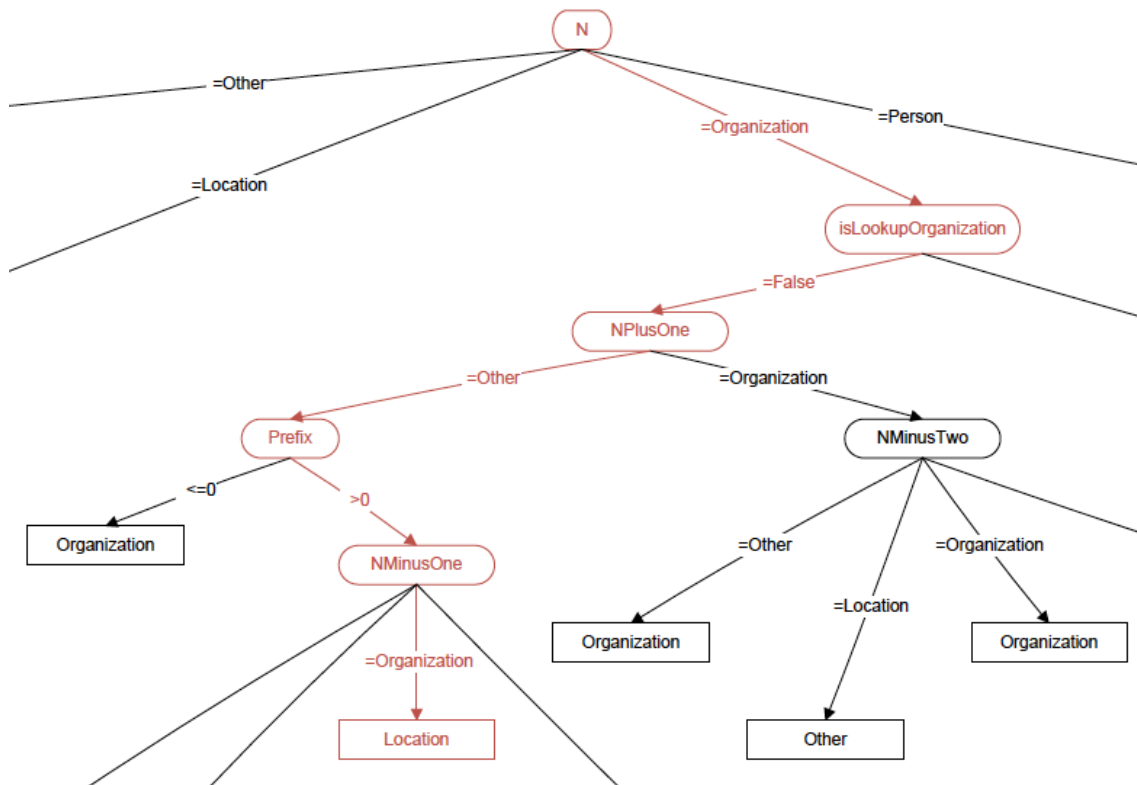 N
=Other
=Organization
=Person
=Location
isLookupOrganization
=False
NPlusOne
=Other
=Organization
Prefix
NMinusTwo
<=0
>0
Organization
NMinusOne
=Other
=Organization
=Location
Organization
Organization
=Organization
Location
Other